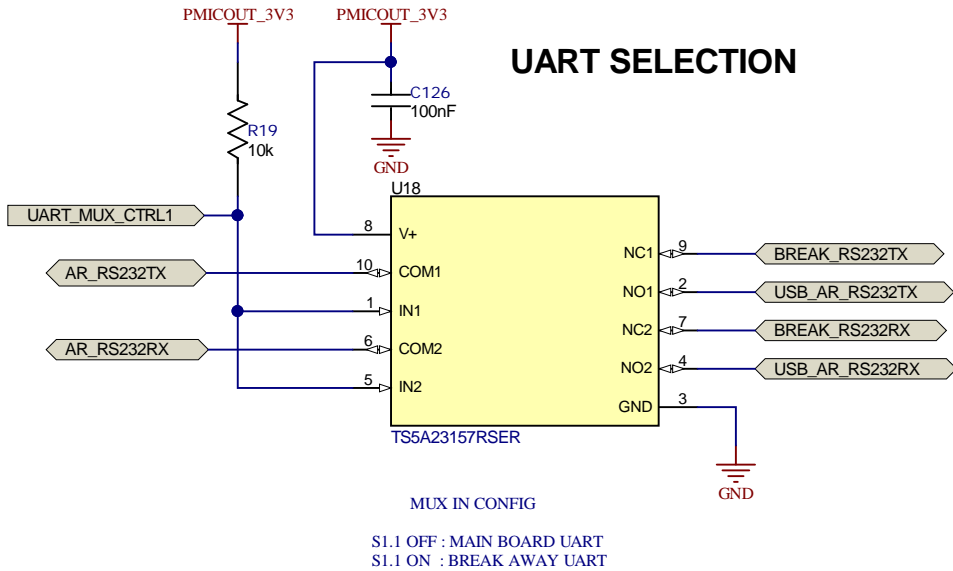 PMICOUT_3V3
PMICOUT_3V3
UART SELECTION
C126
100nF
R19
10k
GND
U18
UART_MUX_CTRL1
8
V+
NC1
9
BREAK_RS232TX
AR_RS232TX
10
COM1
NO1
2
USB_AR_RS232TX
1
IN1
NC2
7
BREAK_RS232RX
AR_RS232RX
6
COM2
NO2
4
USB_AR_RS232RX
5
IN2
GND
3
TS5A23157RSER
GND
MUX IN CONFIG
S1.1 OFF : MAIN BOARD UART
S1.1 ON : BREAK AWAY UART